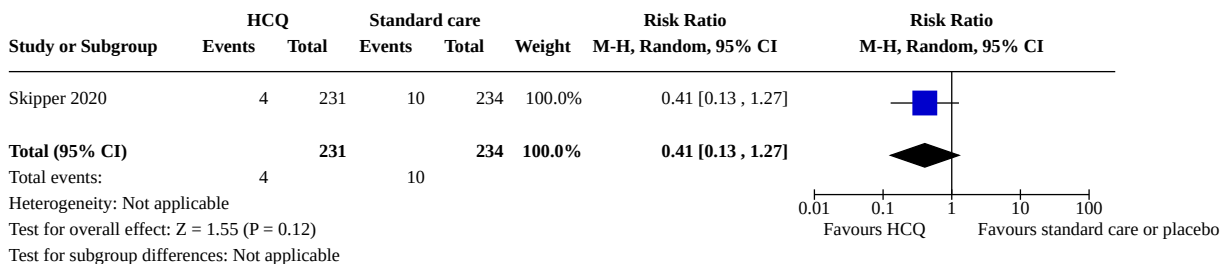 HCQ Standard care Risk Ratio Risk Ratio
Study or Subgroup Events Total Events Total Weight M-H, Random, 95% CI M-H, Random, 95% CI
Skipper 2020 4 231 10 234 100.0% 0.41 [0.13 , 1.27]
Total (95% CI) 231 234 100.0% 0.41 [0.13 , 1.27]
Total events: 4 10
Heterogeneity: Not applicable
0.01 0.1 1 10 100
Test for overall effect: Z = 1.55 (P = 0.12)
Favours HCQ Favours standard care or placebo
Test for subgroup differences: Not applicable